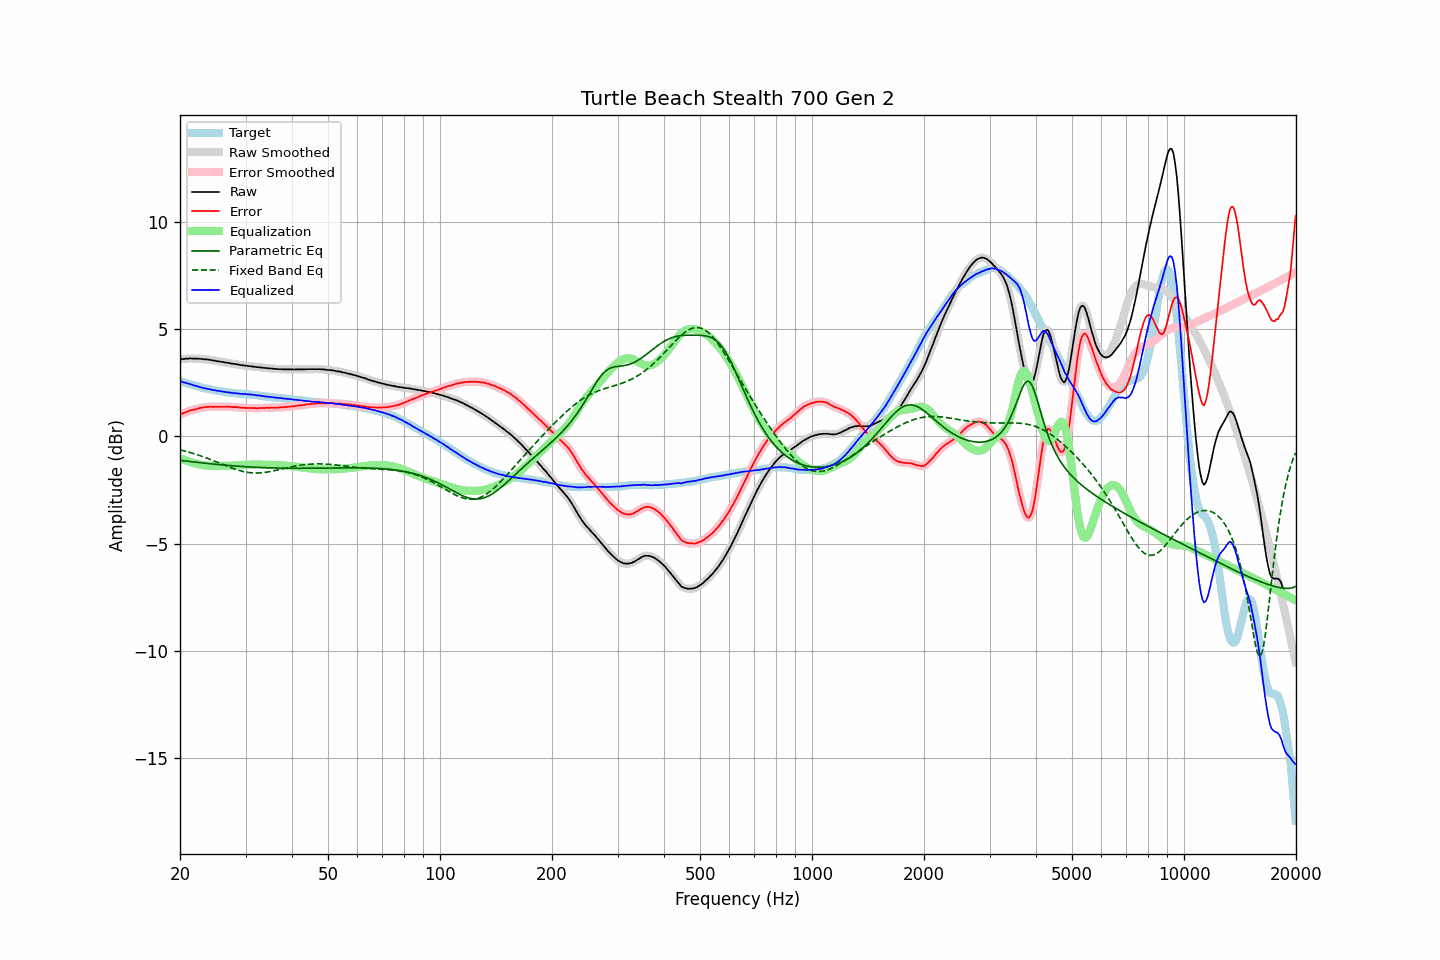 Turtle Beach Stealth 700 Gen 2
Target
Raw Smoothed
Error Smoothed
Raw
Error
Equalization
Parametric Eq
Fixed Band Eq
Equalized
10
5
0
−5
−10
−15
Amplitude (dBr)
20 50 100 200 500 1000 2000 5000 10000 20000
Frequency (Hz)